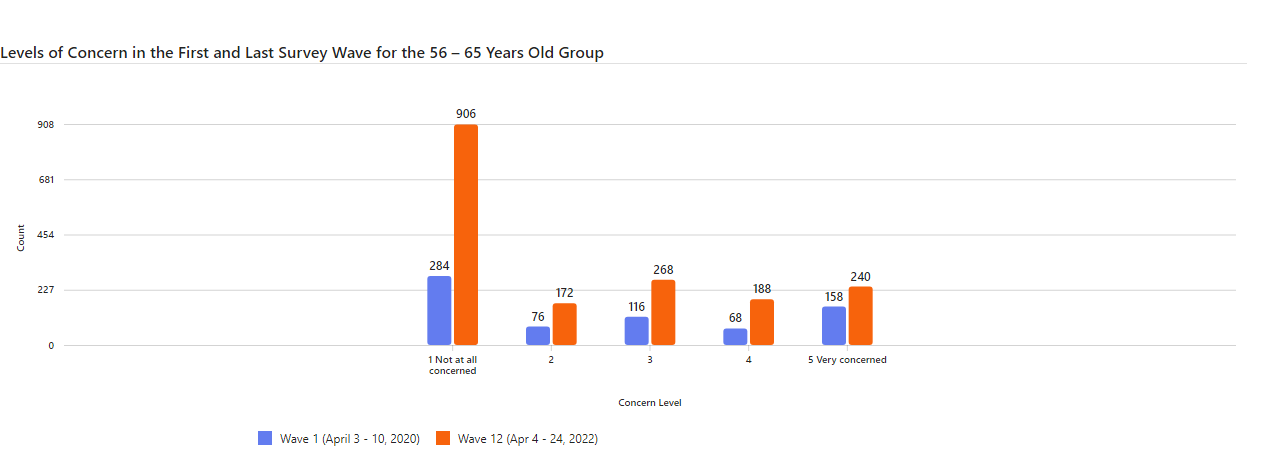 Levels of Concern in the First and Last Survey Wave for the 56 – 65 Years Old Group
908
681
454
227
0
Count
906
284
268
240
172
188
158
116
76
68
1 Not at all
concerned
2
3
4
5 Very concerned
Concern Level
Wave 1 (April 3 - 10, 2020)
Wave 12 (Apr 4 - 24, 2022)